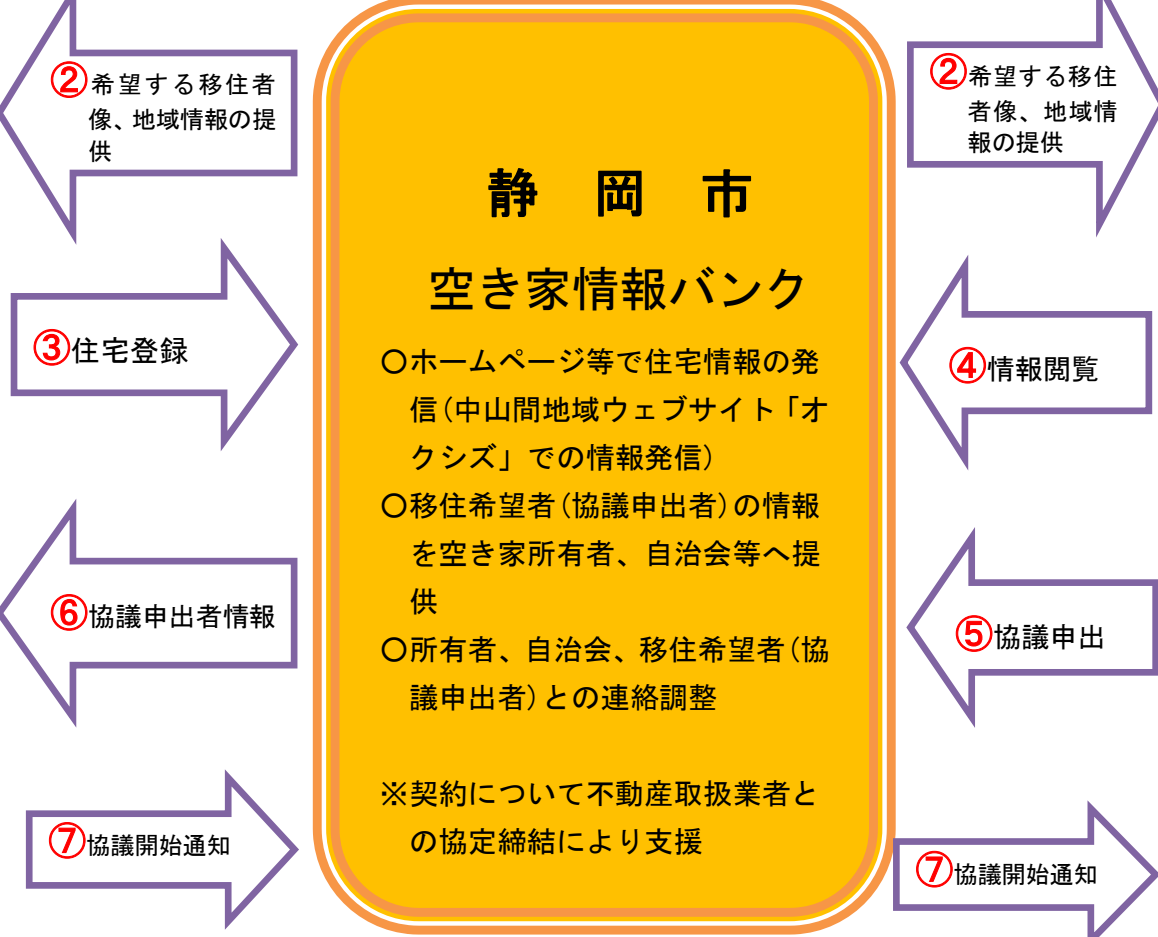 ②希望する移住者
像、地域情報の提
供
③住宅登録
⑥協議申出者情報
⑦協議開始通知
静 岡 市
空き家情報バンク
〇ホームページ等で住宅情報の発
信(中山間地域ウェブサイト「オ
クシズ」での情報発信)
〇移住希望者(協議申出者)の情報
を空き家所有者、自治会等へ提
供
〇所有者、自治会、移住希望者(協
議申出者)との連絡調整
※契約について不動産取扱業者と
の協定締結により支援
②希望する移住
者像、地域情
報の提供
④情報閲覧
⑤協議申出
⑦協議開始通知